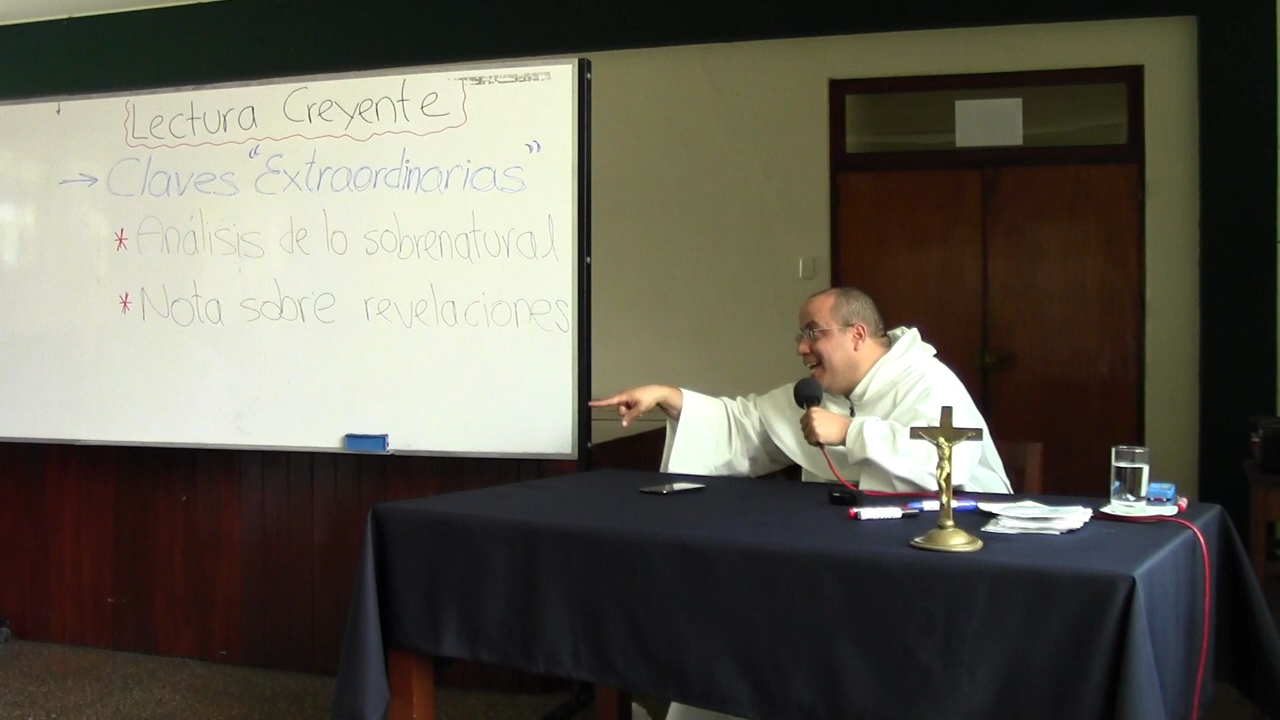 Lectura Creyente
→ Claves "Extraordinarias"
* Análisis de lo sobrenatural
* Nota sobre revelaciones